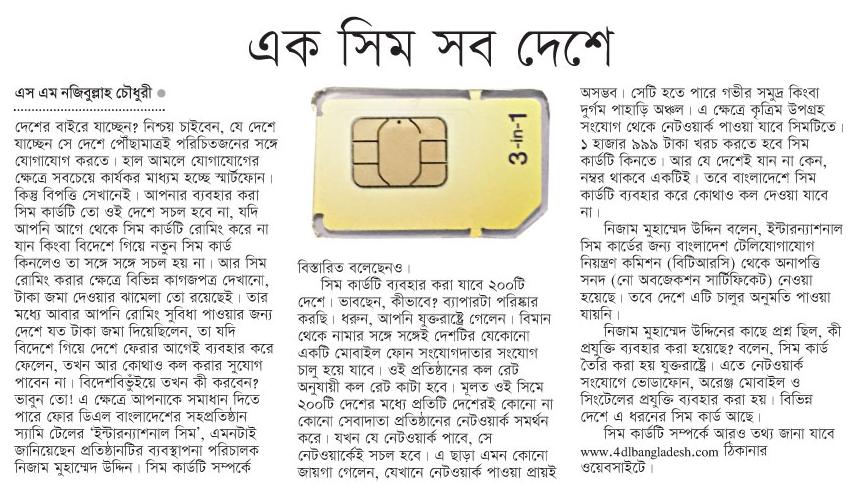 এক সিম সব দেশে
এস এম নজিবুল্লাহ চৌধুরী
দেশের বাইরে যাচ্ছেন? নিশ্চয় চাইবেন, যে দেশে
যাচ্ছেন সে দেশে পৌঁছামাত্রই পরিচিতজনের সঙ্গে
যোগাযোগ করতে। হাল আমলে যোগাযোগের
ক্ষেত্রে সবচেয়ে কার্যকর মাধ্যম হচ্ছে স্মার্টফোন।
কিন্তু বিপত্তি সেখানেই। আপনার ব্যবহার করা
সিম কার্ডটি তো ওই দেশে সচল হবে না, যদি
আপনি আগে থেকে সিম কার্ডটি রোমিং করে না
যান কিংবা বিদেশে গিয়ে নতুন সিম কার্ড
কিনলেও তা সঙ্গে সঙ্গে সচল হয় না। আর সিম
রোমিং করার ক্ষেত্রে বিভিন্ন কাগজপত্র দেখানো,
টাকা জমা দেওয়ার ঝামেলা তো রয়েছেই। তার
মধ্যে আবার আপনি রোমিং সুবিধা পাওয়ার জন্য
দেশে যত টাকা জমা দিয়েছিলেন, তা যদি
বিদেশে গিয়ে দেশে ফেরার আগেই ব্যবহার করে
ফেলেন, তখন আর কোথাও কল করার সুযোগ
পাবেন না। বিদেশবিভুঁইয়ে তখন কী করবেন?
ভাবুন তো! এ ক্ষেত্রে আপনাকে সমাধান দিতে
পারে ফোর ডিএল বাংলাদেশের সহপ্রতিষ্ঠান
স্যামি টেলের ‘ইন্টারন্যাশনাল সিম’, এমনটাই
জানিয়েছেন প্রতিষ্ঠানটির ব্যবস্থাপনা পরিচালক
নিজাম মুহাম্মেদ উদ্দিন। সিম কার্ডটি সম্পর্কে
3-in-1
বিস্তারিত বলেছেনও।
সিম কার্ডটি ব্যবহার করা যাবে ২০০টি
দেশে। ভাবছেন, কীভাবে? ব্যাপারটা পরিষ্কার
করছি। ধরুন, আপনি যুক্তরাষ্ট্রে গেলেন। বিমান
থেকে নামার সঙ্গে সঙ্গেই দেশটির যেকোনো
একটি মোবাইল ফোন সংযোগদাতার সংযোগ
চালু হয়ে যাবে। ওই প্রতিষ্ঠানের কল রেট
অনুযায়ী কল রেট কাটা হবে। মূলত ওই সিমে
২০০টি দেশের মধ্যে প্রতিটি দেশেরই কোনো না
কোনো সেবাদাতা প্রতিষ্ঠানের নেটওয়ার্ক সমর্থন
করে। যখন যে নেটওয়ার্ক পাবে, সে
নেটওয়ার্কেই সচল হবে। এ ছাড়া এমন কোনো
জায়গা গেলেন, যেখানে নেটওয়ার্ক পাওয়া প্রায়ই
অসম্ভব। সেটি হতে পারে গভীর সমুদ্র কিংবা
দুর্গম পাহাড়ি অঞ্চল। এ ক্ষেত্রে কৃত্রিম উপগ্রহ
সংযোগ থেকে নেটওয়ার্ক পাওয়া যাবে সিমটিতে।
১ হাজার ৯৯৯ টাকা খরচ করতে হবে সিম
কার্ডটি কিনতে। আর যে দেশেই যান না কেন,
নম্বর থাকবে একটিই। তবে বাংলাদেশে সিম
কার্ডটি ব্যবহার করে কোথাও কল দেওয়া যাবে
না।
নিজাম মুহাম্মেদ উদ্দিন বলেন, ইন্টারন্যাশনাল
সিম কার্ডের জন্য বাংলাদেশ টেলিযোগাযোগ
নিয়ন্ত্রণ কমিশন (বিটিআরসি) থেকে অনাপত্তি
সনদ (নো অবজেকশন সার্টিফিকেট) নেওয়া
হয়েছে। তবে দেশে এটি চালুর অনুমতি পাওয়া
যায়নি।
নিজাম মুহাম্মেদ উদ্দিনের কাছে প্রশ্ন ছিল, কী
প্রযুক্তি ব্যবহার করা হয়েছে? বলেন, সিম কার্ড
তৈরি করা হয় যুক্তরাষ্ট্রে। এতে নেটওয়ার্ক
সংযোগে ভোডাফোন, অরেঞ্জ মোবাইল ও
সিংটেলের প্রযুক্তি ব্যবহার করা হয়। বিভিন্ন
দেশে এ ধরনের সিম কার্ড আছে।
সিম কার্ডটি সম্পর্কে আরও তথ্য জানা যাবে
www.4dlbangladesh.com ঠিকানার
ওয়েবসাইটে।